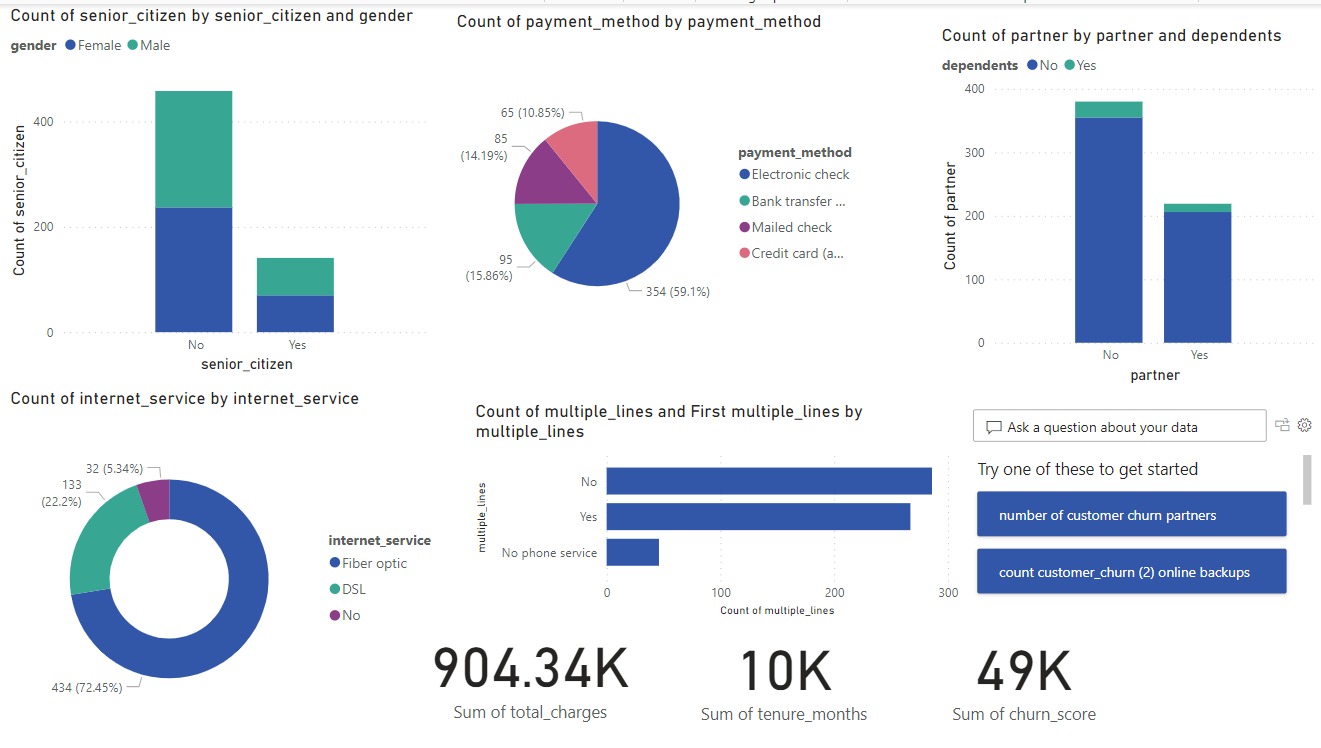 Count of senior_citizen by senior_citizen and gender
gender Female Male
Count of senior_citizen
400
200
0
No Yes
senior_citizen
Count of payment_method by payment_method
65 (10.85%)
85
(14.19%)
95
(15.86%)
354 (59.1%)
payment_method
Electronic check
Bank transfer ...
Mailed check
Credit card (a...
Count of partner by partner and dependents
dependents No Yes
Count of partner
400
300
200
100
0
No Yes
partner
Count of internet_service by internet_service
32 (5.34%)
133
(22.2%)
434 (72.45%)
internet_service
Fiber optic
DSL
No
Count of multiple_lines and First multiple_lines by
multiple_lines
multiple_lines
No
Yes
No phone service
0 100 200 300
Count of multiple_lines
Ask a question about your data
Try one of these to get started
number of customer churn partners
count customer_churn (2) online backups
904.34K
Sum of total_charges
10K
Sum of tenure_months
49K
Sum of churn_score